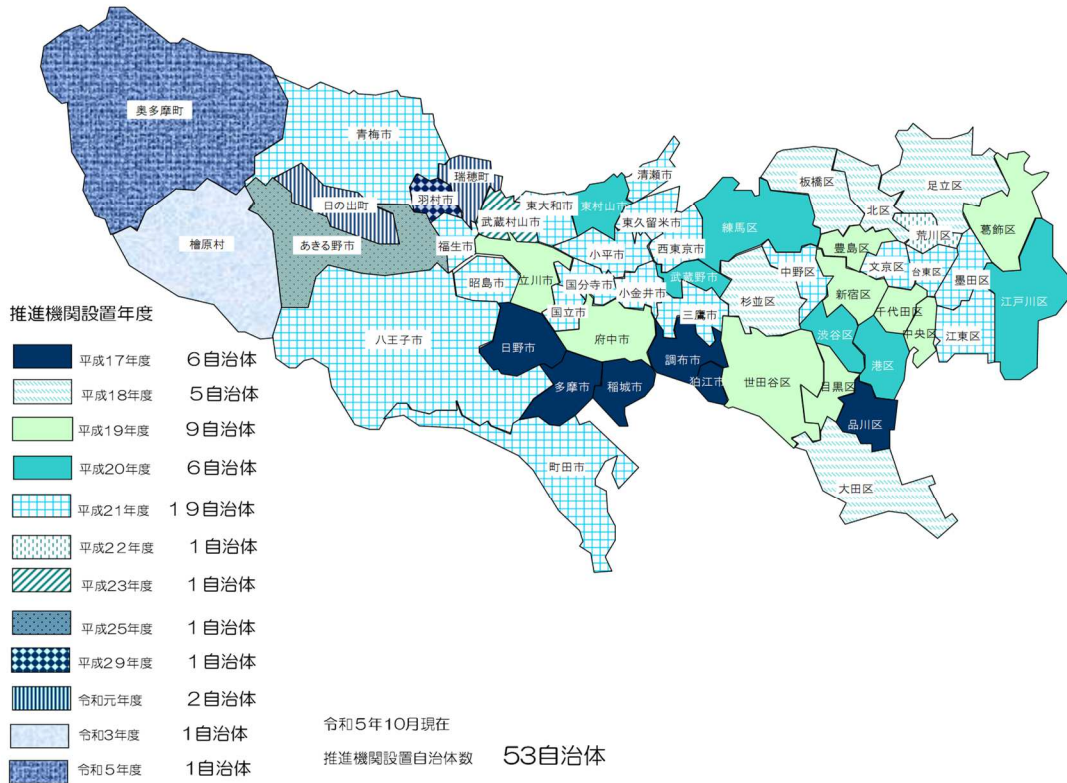 奥多摩町
青梅市
瑞穂町
羽村市
日の出町
檜原村
あきる野市
福生市
武蔵村山市
東大和市
東村山市
清瀬市
東久留米市
西東京市
小平市
昭島市
立川市
国分寺市
小金井市
武蔵野市
三鷹市
国立市
八王子市
日野市
府中市
調布市
狛江市
多摩市
稲城市
町田市
練馬区
板橋区
北区
足立区
荒川区
葛飾区
豊島区
文京区
台東区
墨田区
江戸川区
中野区
杉並区
新宿区
千代田区
中央区
江東区
渋谷区
港区
世田谷区
目黒区
品川区
大田区
推進機関設置年度
平成17年度 6自治体
平成18年度 5自治体
平成19年度 9自治体
平成20年度 6自治体
平成21年度 19自治体
平成22年度 1自治体
平成23年度 1自治体
平成25年度 1自治体
平成29年度 1自治体
令和元年度 2自治体
令和3年度 1自治体
令和5年度 1自治体
令和5年10月現在
推進機関設置自治体数 53自治体